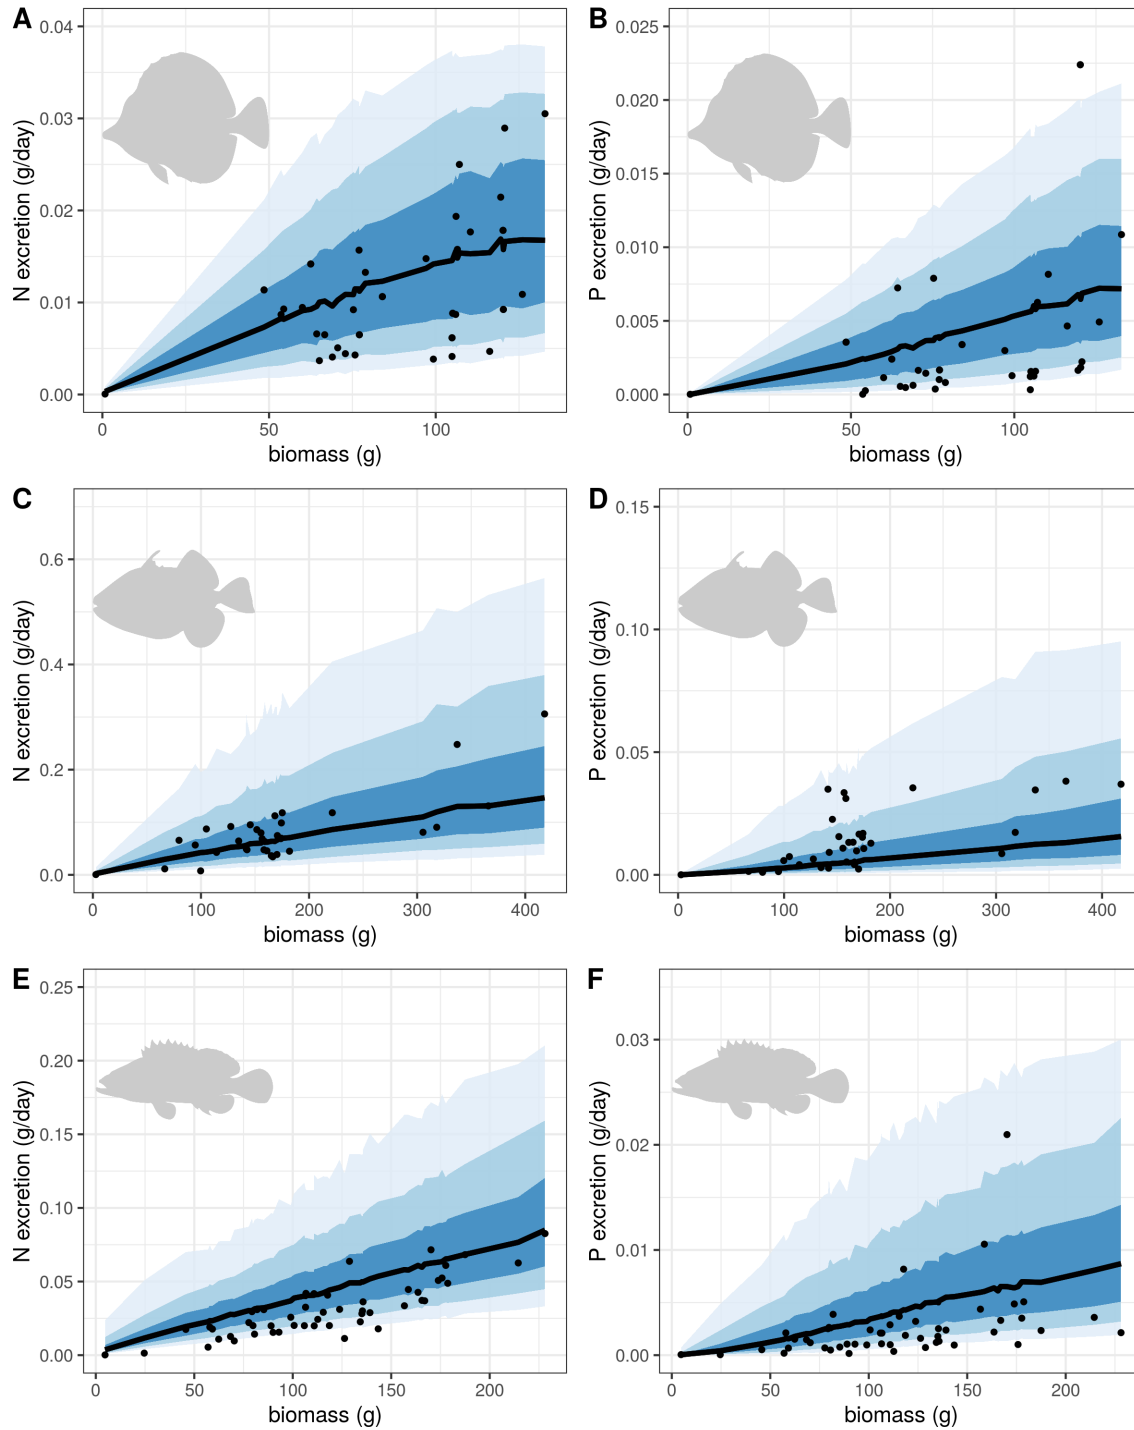 A
N excretion (g/day)
0.04
0.03
0.02
0.01
0.00
0 50 100
biomass (g)
B
P excretion (g/day)
0.025
0.020
0.015
0.010
0.005
0.000
0 50 100
biomass (g)
C
N excretion (g/day)
0.6
0.4
0.2
0.0
0 100 200 300 400
biomass (g)
D
P excretion (g/day)
0.15
0.10
0.05
0.00
0 100 200 300 400
biomass (g)
E
N excretion (g/day)
0.25
0.20
0.15
0.10
0.05
0.00
0 50 100 150 200
biomass (g)
F
P excretion (g/day)
0.03
0.02
0.01
0.00
0 50 100 150 200
biomass (g)